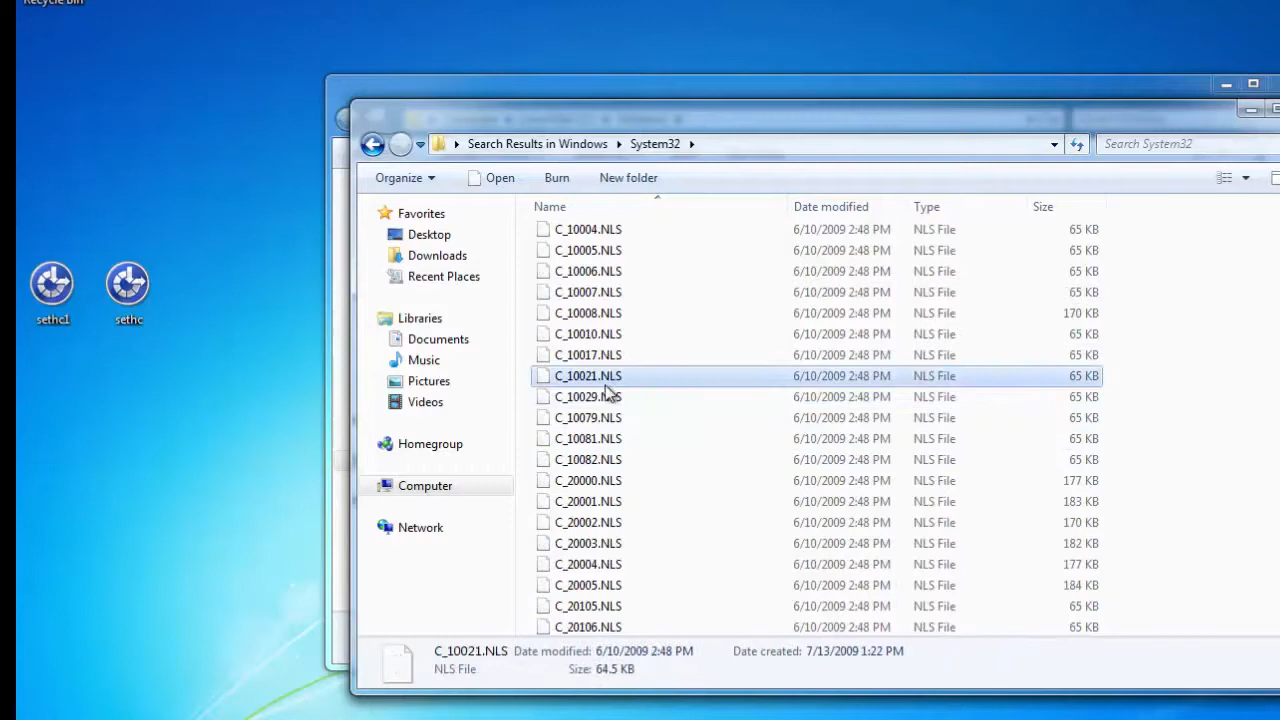 Recycle Bin
Search Results in Windows System32 Search System32
Organize Open Burn New folder
Name Date modified Type Size
Favorites
Desktop
Downloads
Recent Places
Libraries
Documents
Music
Pictures
Videos
Homegroup
Computer
Network
sethc1 sethc
C_10004.NLS 6/10/2009 2:48 PM NLS File 65 KB
C_10005.NLS 6/10/2009 2:48 PM NLS File 65 KB
C_10006.NLS 6/10/2009 2:48 PM NLS File 65 KB
C_10007.NLS 6/10/2009 2:48 PM NLS File 65 KB
C_10008.NLS 6/10/2009 2:48 PM NLS File 170 KB
C_10010.NLS 6/10/2009 2:48 PM NLS File 65 KB
C_10017.NLS 6/10/2009 2:48 PM NLS File 65 KB
C_10021.NLS 6/10/2009 2:48 PM NLS File 65 KB
C_10029.NLS 6/10/2009 2:48 PM NLS File 65 KB
C_10079.NLS 6/10/2009 2:48 PM NLS File 65 KB
C_10081.NLS 6/10/2009 2:48 PM NLS File 65 KB
C_10082.NLS 6/10/2009 2:48 PM NLS File 65 KB
C_20000.NLS 6/10/2009 2:48 PM NLS File 177 KB
C_20001.NLS 6/10/2009 2:48 PM NLS File 183 KB
C_20002.NLS 6/10/2009 2:48 PM NLS File 170 KB
C_20003.NLS 6/10/2009 2:48 PM NLS File 182 KB
C_20004.NLS 6/10/2009 2:48 PM NLS File 177 KB
C_20005.NLS 6/10/2009 2:48 PM NLS File 184 KB
C_20105.NLS 6/10/2009 2:48 PM NLS File 65 KB
C_20106.NLS 6/10/2009 2:48 PM NLS File 65 KB
C_10021.NLS Date modified: 6/10/2009 2:48 PM Date created: 7/13/2009 1:22 PM
NLS File Size: 64.5 KB